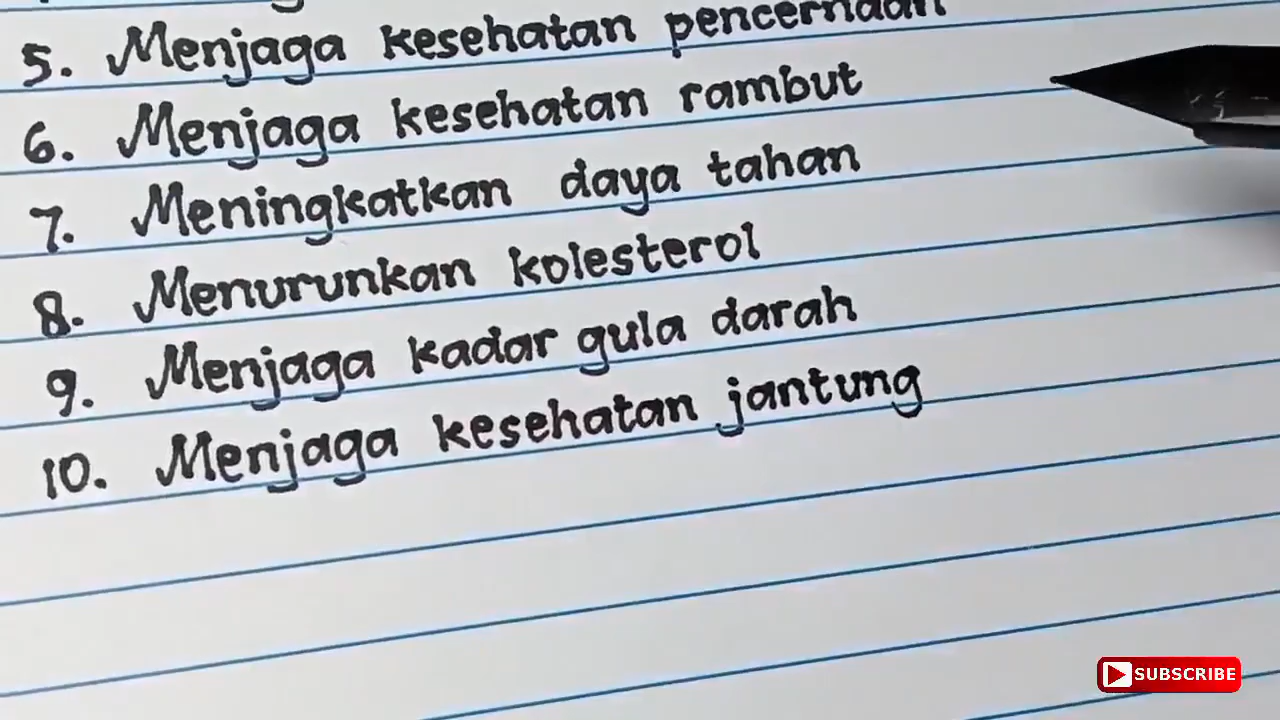 5. Menjaga kesehatan pencernaan
6. Menjaga kesehatan rambut
7. Meningkatkan daya tahan
8. Menurunkan kolesterol
9. Menjaga kadar gula darah
10. Menjaga kesehatan jantung
SUBSCRIBE